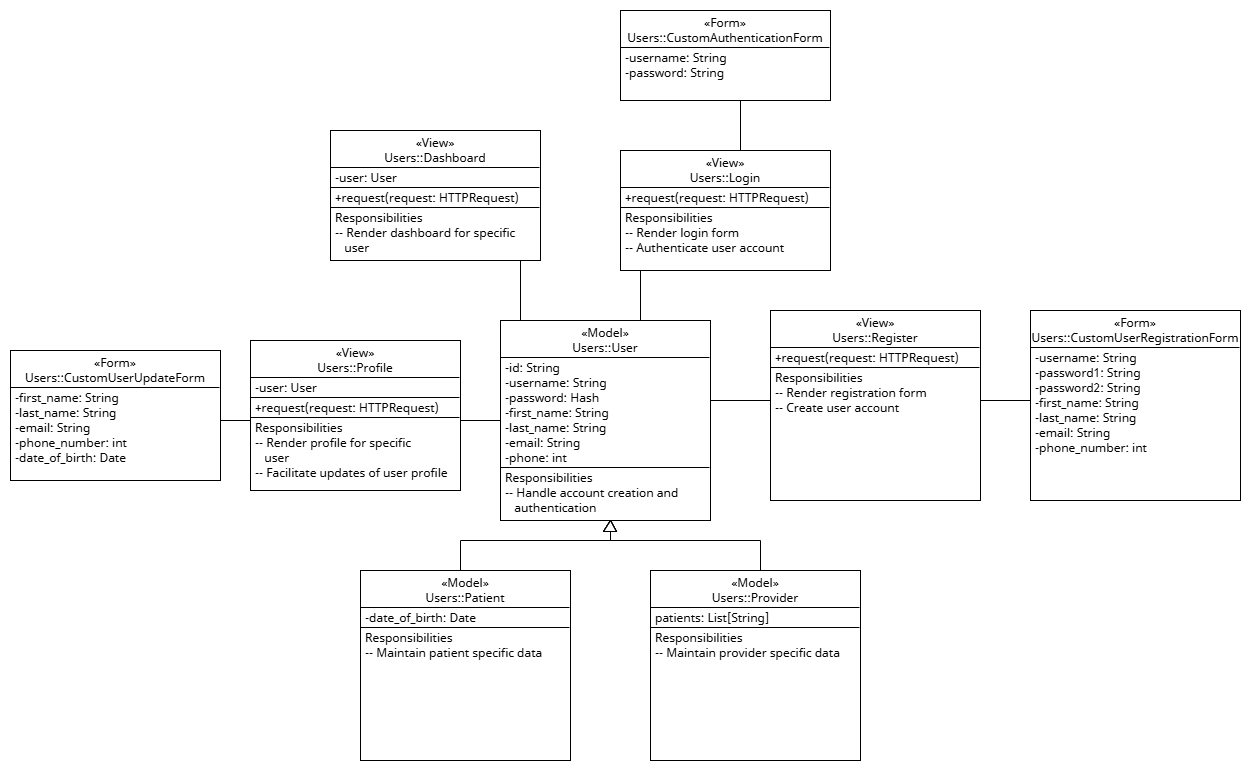 «Form»
Users::CustomAuthenticationForm
-username: String
-password: String
«View»
Users::Dashboard
-user: User
+request(request: HTTPRequest)
Responsibilities
-- Render dashboard for specific
user
«View»
Users::Login
+request(request: HTTPRequest)
Responsibilities
-- Render login form
-- Authenticate user account
«Form»
Users::CustomUserUpdateForm
-first_name: String
-last_name: String
-email: String
-phone_number: int
-date_of_birth: Date
«View»
Users::Profile
-user: User
+request(request: HTTPRequest)
Responsibilities
-- Render profile for specific
user
-- Facilitate updates of user profile
«Model»
Users::User
-id: String
-username: String
-password: Hash
-first_name: String
-last_name: String
-email: String
-phone: int
Responsibilities
-- Handle account creation and
authentication
«View»
Users::Register
+request(request: HTTPRequest)
Responsibilities
-- Render registration form
-- Create user account
«Form»
Users::CustomUserRegistrationForm
-username: String
-password1: String
-password2: String
-first_name: String
-last_name: String
-email: String
-phone_number: int
«Model»
Users::Patient
-date_of_birth: Date
Responsibilities
-- Maintain patient specific data
«Model»
Users::Provider
patients: List[String]
Responsibilities
-- Maintain provider specific data